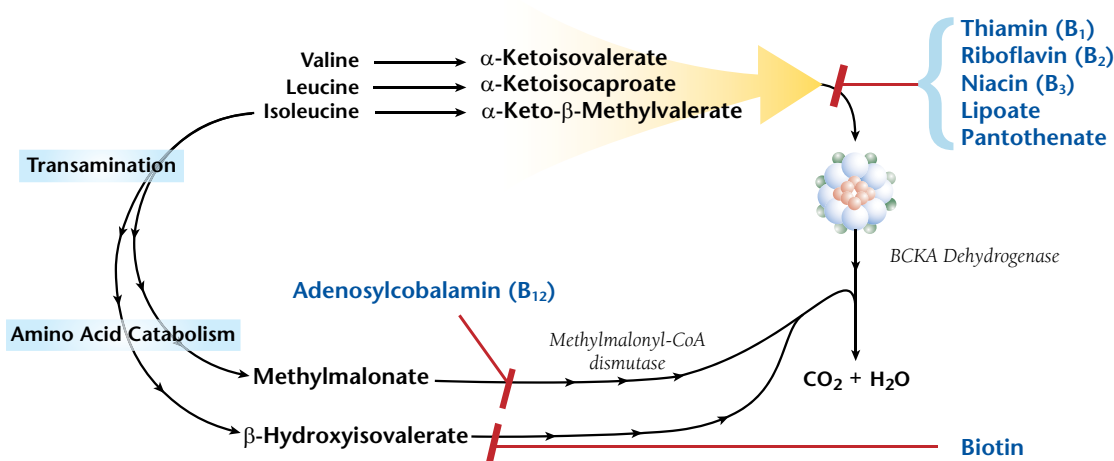 Valine α-Ketoisovalerate
Leucine α-Ketoisocaproate
Isoleucine α-Keto-β-Methylvalerate
Thiamin (B₁)
Riboflavin (B₂)
Niacin (B₃)
Lipoate
Pantothenate
Transamination
BCKA Dehydrogenase
Adenosylcobalamin (B₁₂)
Amino Acid Catabolism
Methylmalonyl-CoA
dismutase
Methylmalonate
CO₂ + H₂O
β-Hydroxyisovalerate
Biotin